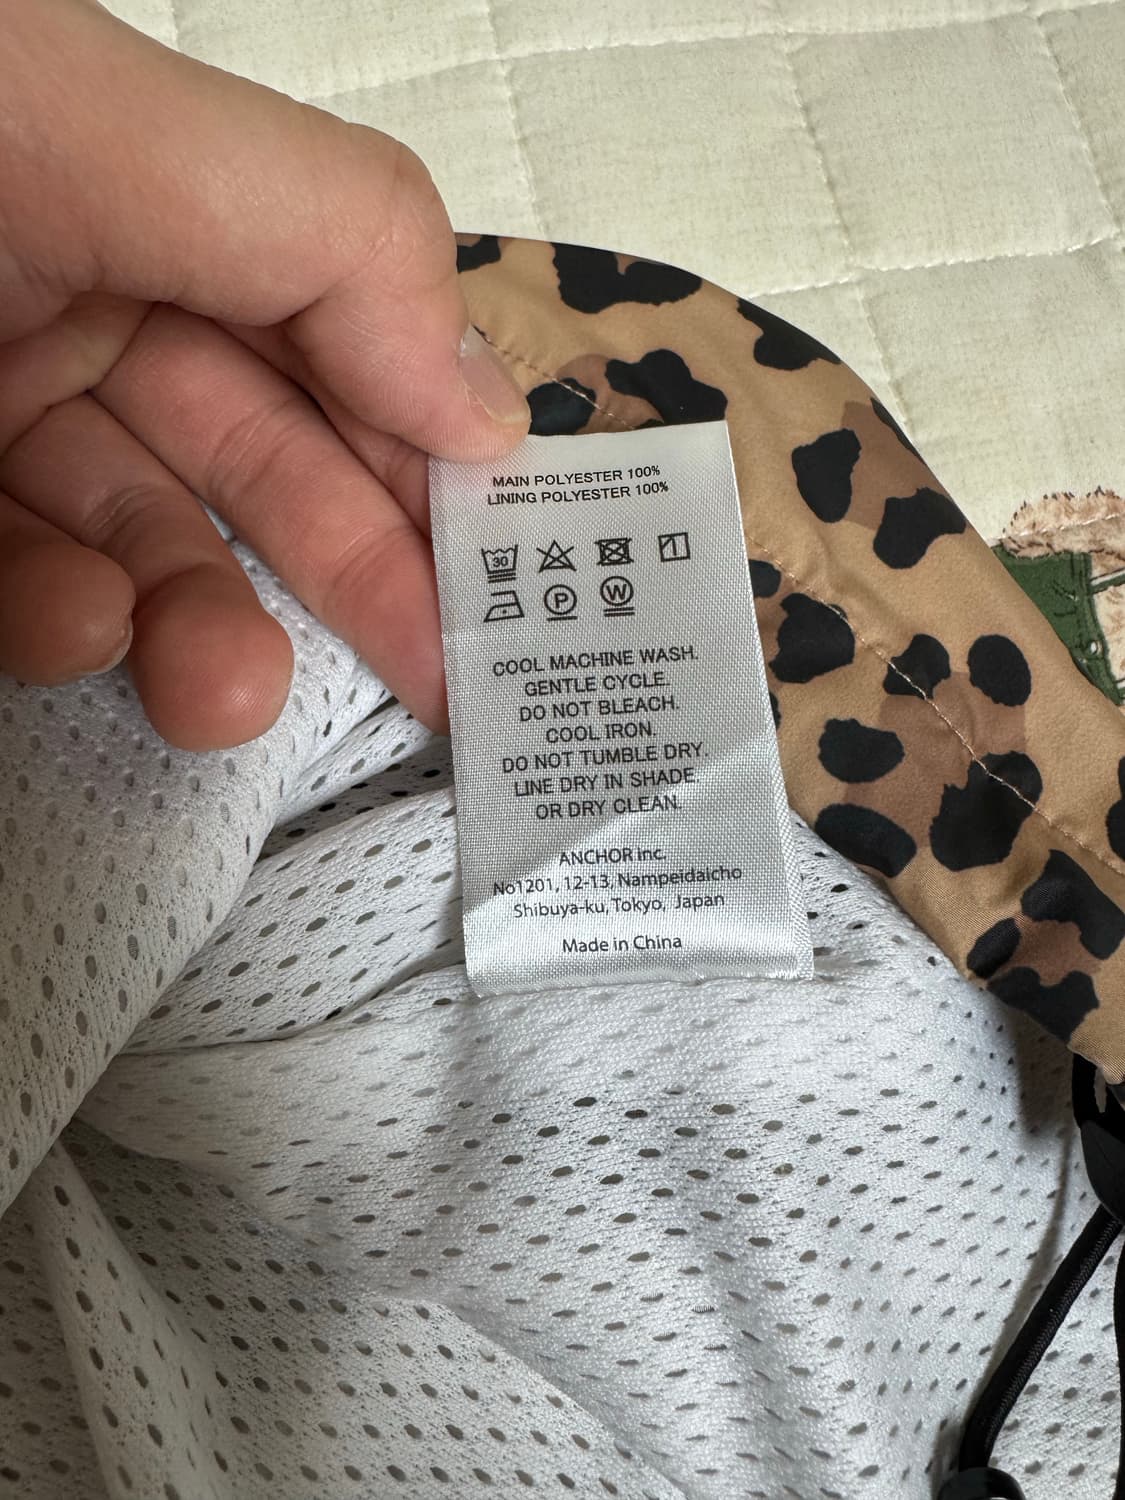 MAIN POLYESTER 100%
LINING POLYESTER 100%
30
P W
COOL MACHINE WASH.
GENTLE CYCLE.
DO NOT BLEACH.
COOL IRON.
DO NOT TUMBLE DRY.
LINE DRY IN SHADE.
OR DRY CLEAN.
ANCHOR inc.
No1201, 12-13, Nampeidaicho
Shibuya-ku, Tokyo, Japan
Made in China